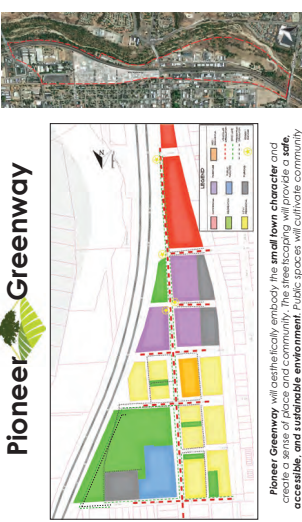 Pioneer Greenway
N
LEGEND
Pioneer Greenway will aesthetically embody the small town character and
create a sense of place and community. The streetscaping will provide a safe,
accessible, and sustainable environment. Public spaces will cultivate community